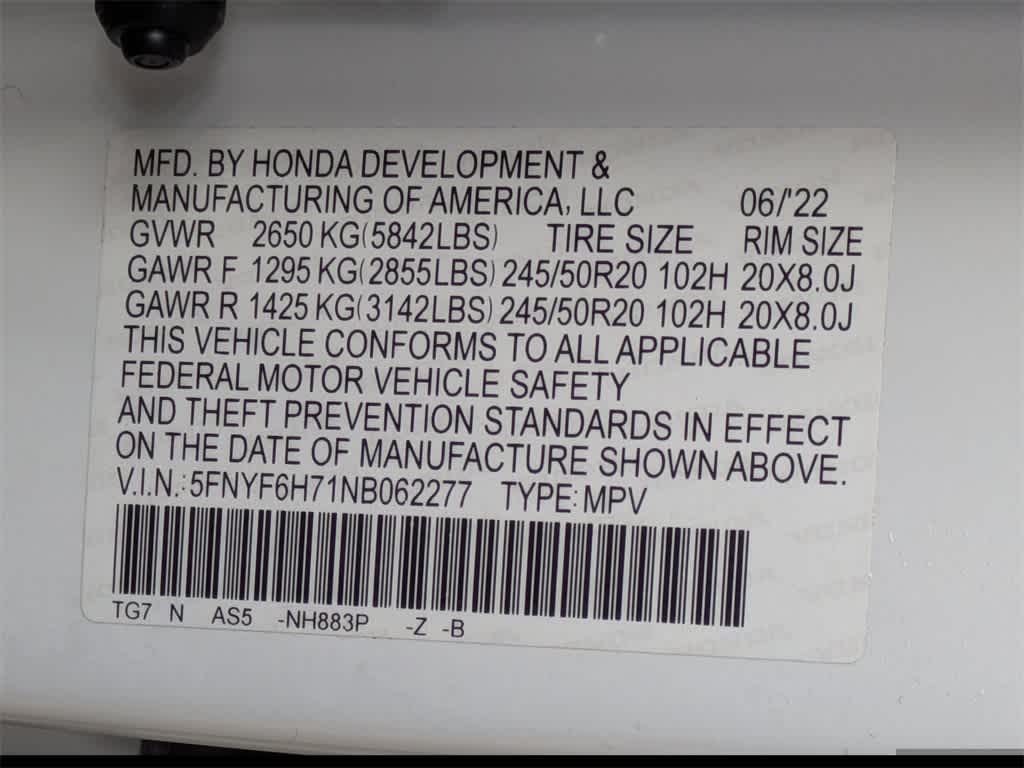 MFD. BY HONDA DEVELOPMENT &
MANUFACTURING OF AMERICA, LLC 06/'22
GVWR 2650 KG(5842LBS) TIRE SIZE RIM SIZE
GAWR F 1295 KG(2855LBS) 245/50R20 102H 20X8.0J
GAWR R 1425 KG(3142LBS) 245/50R20 102H 20X8.0J
THIS VEHICLE CONFORMS TO ALL APPLICABLE
FEDERAL MOTOR VEHICLE SAFETY
AND THEFT PREVENTION STANDARDS IN EFFECT
ON THE DATE OF MANUFACTURE SHOWN ABOVE.
V.I.N.: 5FNYF6H71NB062277 TYPE: MPV
TG7 N AS5 -NH883P -Z -B